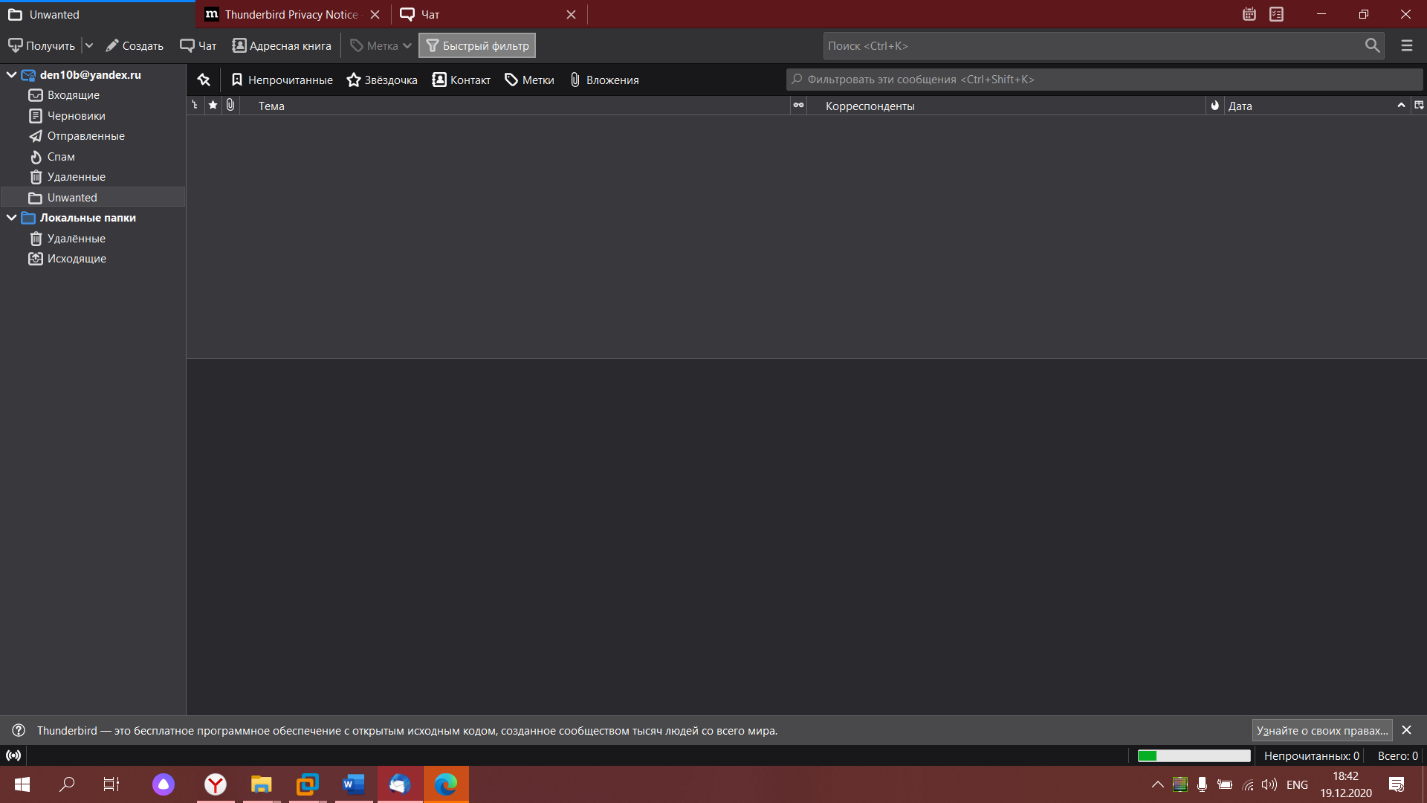 Unwanted
m Thunderbird Privacy Notice
Чат
Получить
Создать
Чат
Адресная книга
Метка
Быстрый фильтр
Поиск <Ctrl+K>
den10b@yandex.ru
Входящие
Черновики
Отправленные
Спам
Удаленные
Unwanted
Локальные папки
Удалённые
Исходящие
Непрочитанные
Звёздочка
Контакт
Метки
Вложения
Фильтровать эти сообщения <Ctrl+Shift+K>
Тема
Корреспонденты
Дата
Thunderbird — это бесплатное программное обеспечение с открытым исходным кодом, созданное сообществом тысяч людей со всего мира.
Узнайте о своих правах...
Непрочитанных: 0
Всего: 0
ENG
18:42
19.12.2020